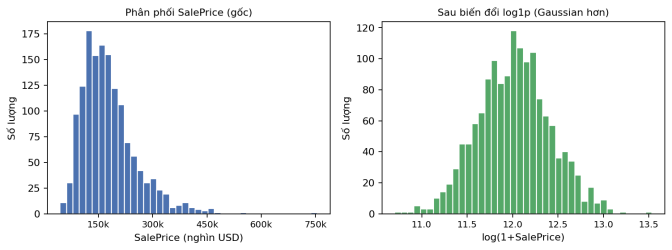 Phân phối SalePrice (gốc)
Số lượng
175
150
125
100
75
50
25
0
150k 300k 450k 600k 750k
SalePrice (nghìn USD)
Sau biến đổi log1p (Gaussian hơn)
Số lượng
120
100
80
60
40
20
0
11.0 11.5 12.0 12.5 13.0 13.5
log(1+SalePrice)